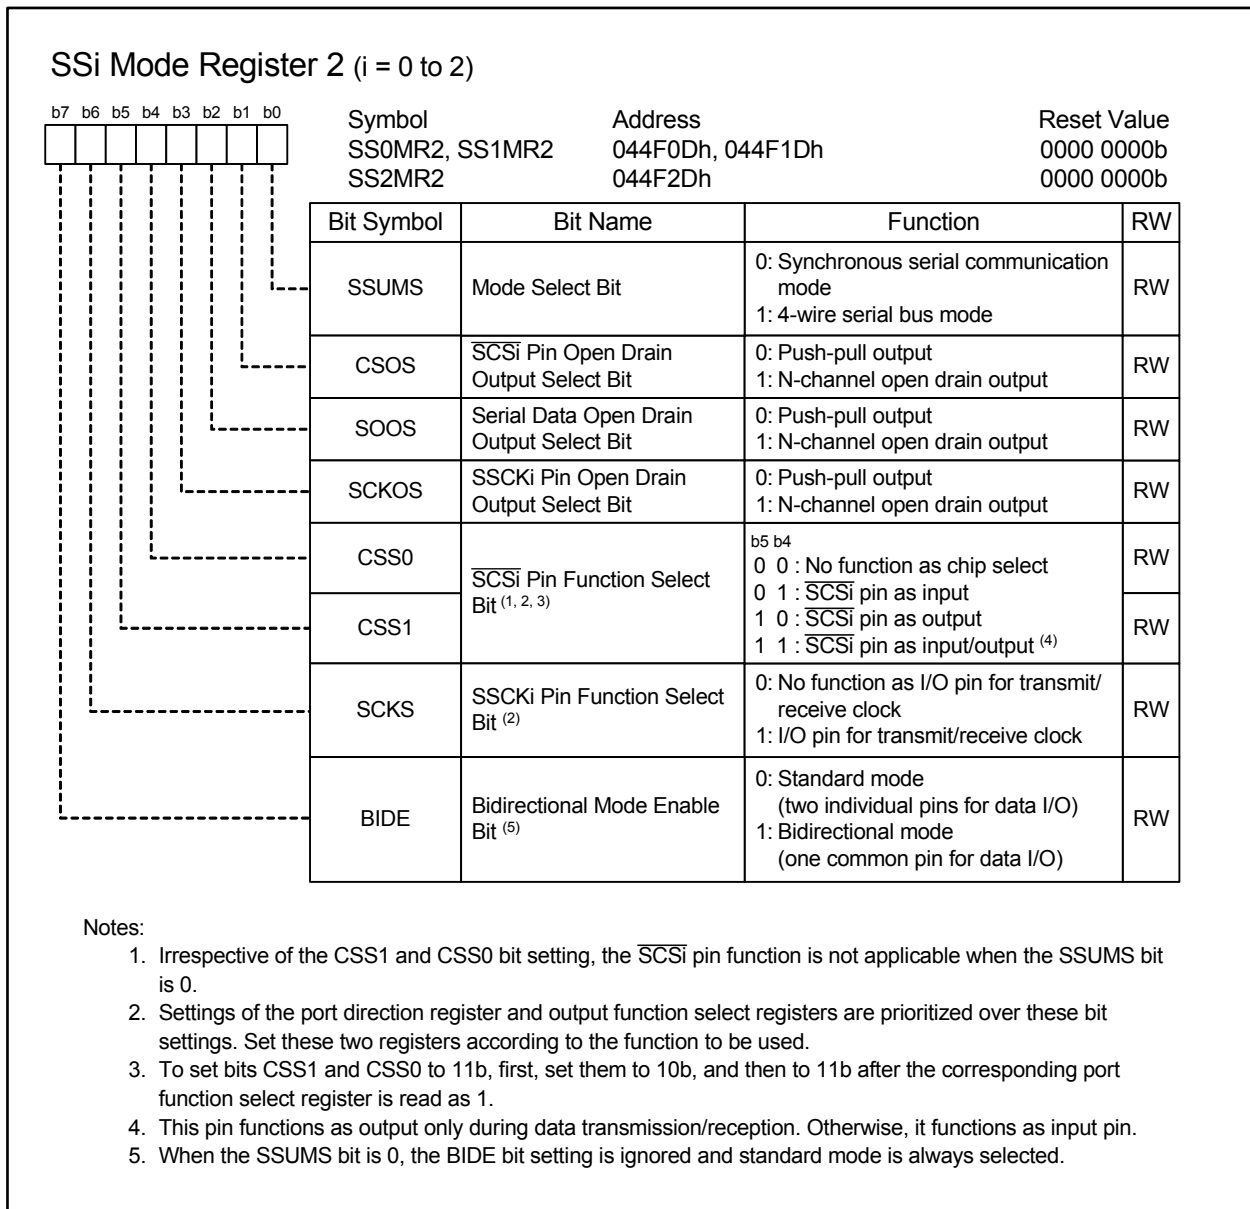 SSi Mode Register 2 (i = 0 to 2)
b7 b6 b5 b4 b3 b2 b1 b0
Symbol Address Reset Value
SS0MR2, SS1MR2 044F0Dh, 044F1Dh 0000 0000b
SS2MR2 044F2Dh 0000 0000b
Bit Symbol Bit Name Function RW
SSUMS Mode Select Bit 0: Synchronous serial communication
mode
1: 4-wire serial bus mode RW
CSOS SCSi Pin Open Drain
Output Select Bit 0: Push-pull output
1: N-channel open drain output RW
SOOS Serial Data Open Drain
Output Select Bit 0: Push-pull output
1: N-channel open drain output RW
SCKOS SSCKi Pin Open Drain
Output Select Bit 0: Push-pull output
1: N-channel open drain output RW
CSS0 SCSi Pin Function Select
Bit (1, 2, 3) b5 b4
0 0 : No function as chip select
0 1 : SCSi pin as input RW
CSS1 1 0 : SCSi pin as output
1 1 : SCSi pin as input/output (4) RW
SCKS SSCKi Pin Function Select
Bit (2) 0: No function as I/O pin for transmit/
receive clock
1: I/O pin for transmit/receive clock RW
BIDE Bidirectional Mode Enable
Bit (5) 0: Standard mode
(two individual pins for data I/O)
1: Bidirectional mode
(one common pin for data I/O) RW
Notes:
1. Irrespective of the CSS1 and CSS0 bit setting, the SCSi pin function is not applicable when the SSUMS bit
is 0.
2. Settings of the port direction register and output function select registers are prioritized over these bit
settings. Set these two registers according to the function to be used.
3. To set bits CSS1 and CSS0 to 11b, first, set them to 10b, and then to 11b after the corresponding port
function select register is read as 1.
4. This pin functions as output only during data transmission/reception. Otherwise, it functions as input pin.
5. When the SSUMS bit is 0, the BIDE bit setting is ignored and standard mode is always selected.